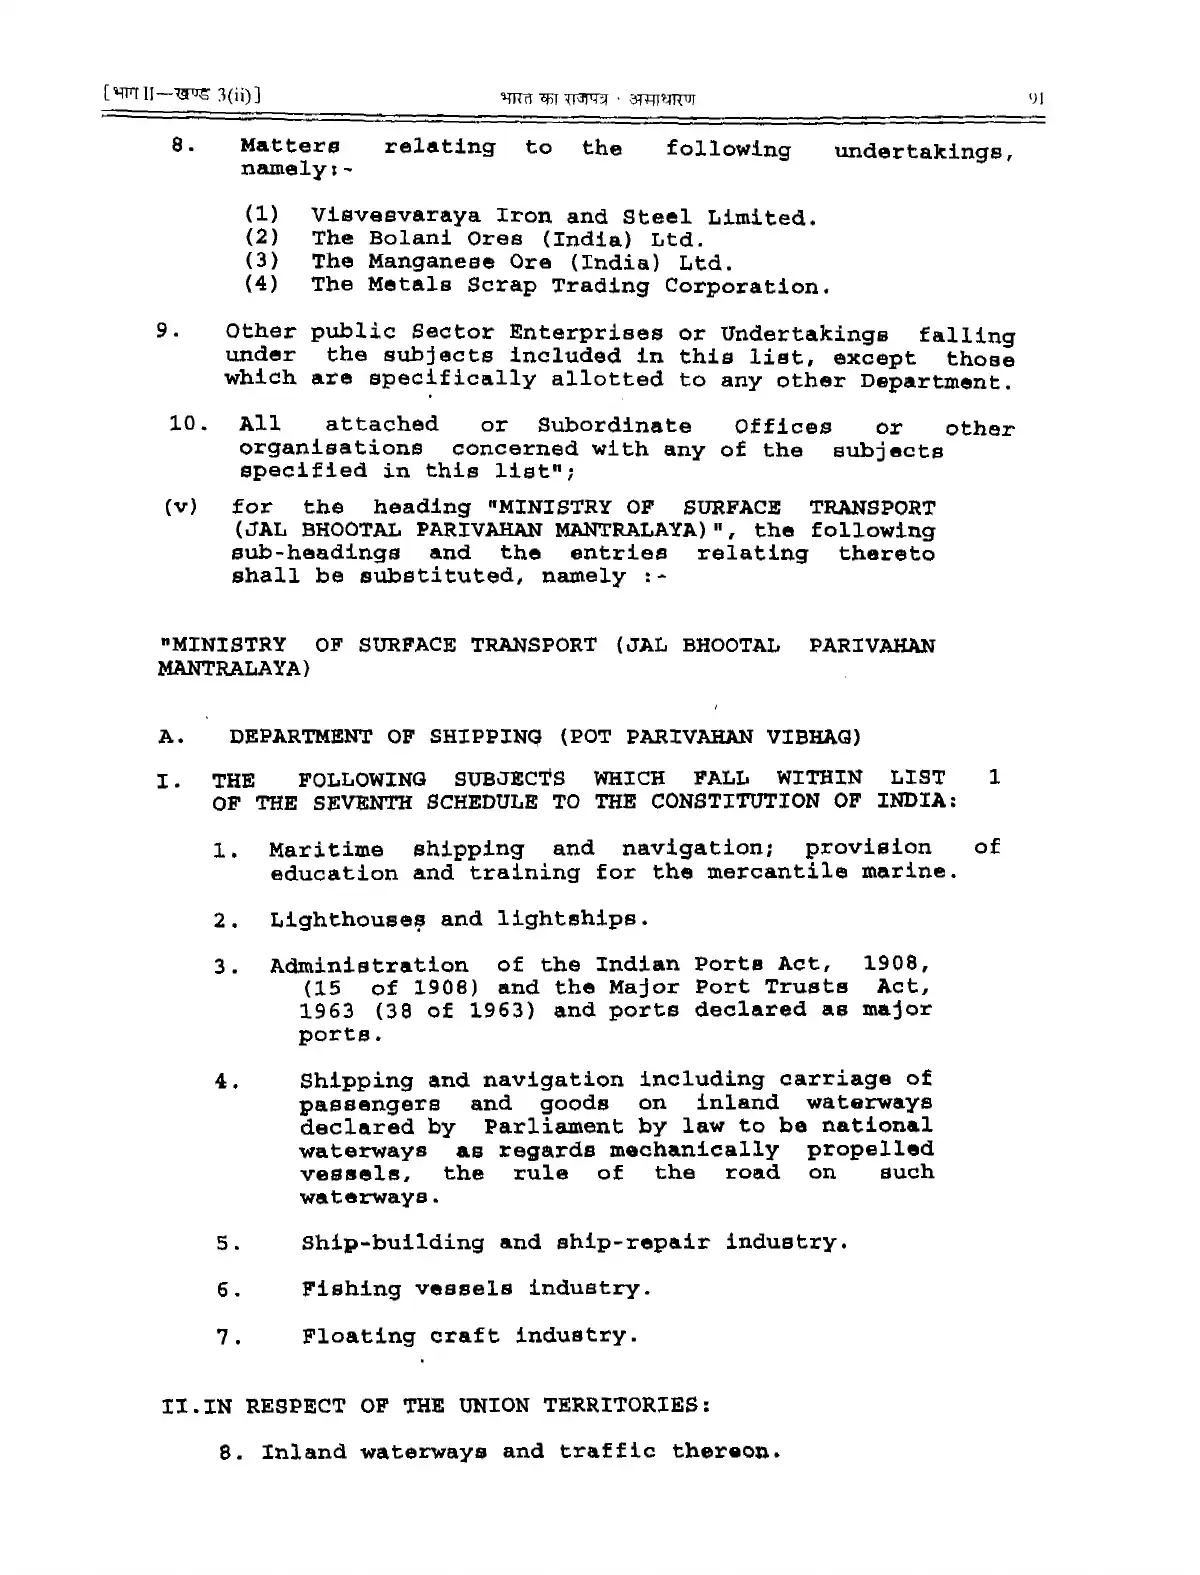 [भाग II—खण्ड 3(ii)] भारत का राजपत्र : असाधारण 91
8. Matters relating to the following undertakings,
namely:-
(1) Visvesvaraya Iron and Steel Limited.
(2) The Bolani Ores (India) Ltd.
(3) The Manganese Ore (India) Ltd.
(4) The Metals Scrap Trading Corporation.
9. Other public Sector Enterprises or Undertakings falling
under the subjects included in this list, except those
which are specifically allotted to any other Department.
10. All attached or Subordinate Offices or other
organisations concerned with any of the subjects
specified in this list";
(v) for the heading "MINISTRY OF SURFACE TRANSPORT
(JAL BHOOTAL PARIVAHAN MANTRALAYA)", the following
sub-headings and the entries relating thereto
shall be substituted, namely :-
"MINISTRY OF SURFACE TRANSPORT (JAL BHOOTAL PARIVAHAN
MANTRALAYA)
A. DEPARTMENT OF SHIPPING (POT PARIVAHAN VIBHAG)
I. THE FOLLOWING SUBJECTS WHICH FALL WITHIN LIST 1
OF THE SEVENTH SCHEDULE TO THE CONSTITUTION OF INDIA:
1. Maritime shipping and navigation; provision of
education and training for the mercantile marine.
2. Lighthouses and lightships.
3. Administration of the Indian Ports Act, 1908,
(15 of 1908) and the Major Port Trusts Act,
1963 (38 of 1963) and ports declared as major
ports.
4. Shipping and navigation including carriage of
passengers and goods on inland waterways
declared by Parliament by law to be national
waterways as regards mechanically propelled
vessels, the rule of the road on such
waterways.
5. Ship-building and ship-repair industry.
6. Fishing vessels industry.
7. Floating craft industry.
II.IN RESPECT OF THE UNION TERRITORIES:
8. Inland waterways and traffic thereon.